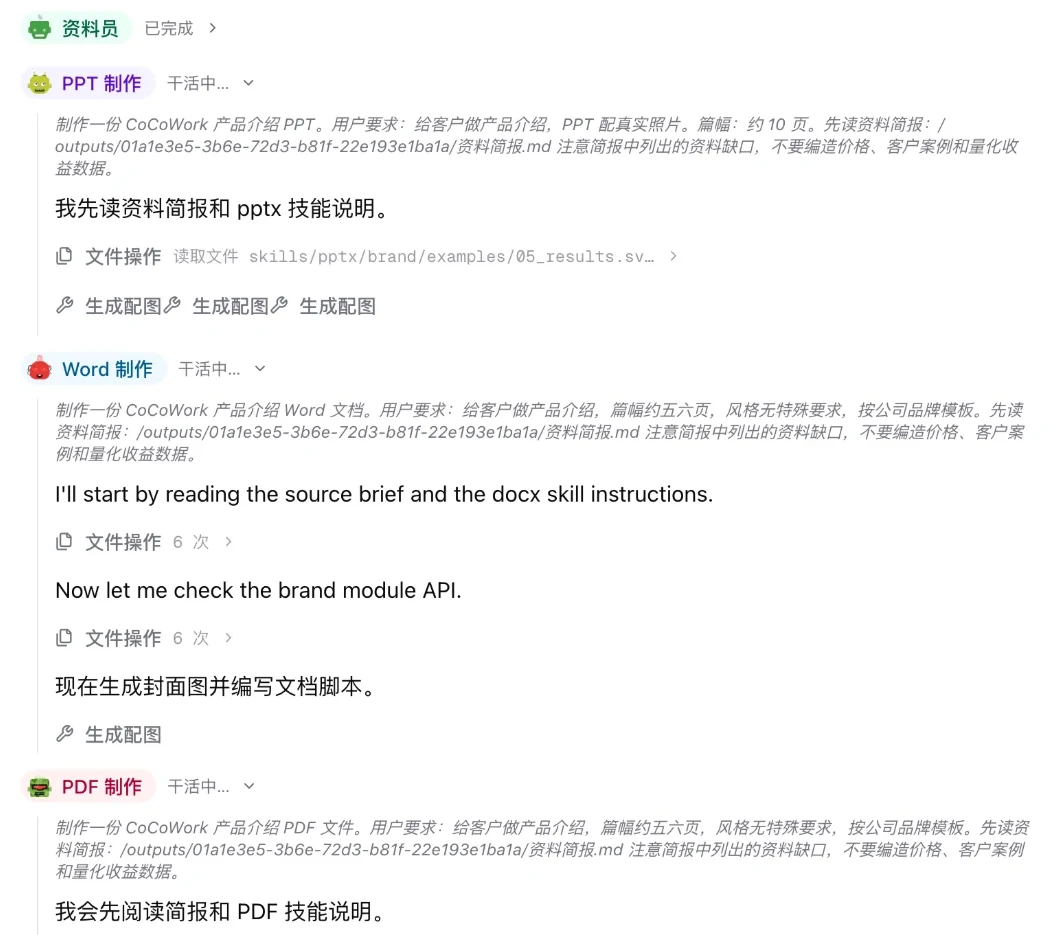 资料员 已完成
PPT 制作 干活中...
制作一份 CoCoWork 产品介绍 PPT。用户要求：给客户做产品介绍，PPT 配真实照片。篇幅：约 10 页。先读资料简报：/
outputs/01a1e3e5-3b6e-72d3-b81f-22e193e1ba1a/资料简报.md 注意简报中列出的资料缺口，不要编造价格、客户案例和量化收
益数据。
我先读资料简报和 pptx 技能说明。
文件操作 读取文件 skills/pptx/brand/examples/05_results.sv…
生成配图 生成配图 生成配图
Word 制作 干活中...
制作一份 CoCoWork 产品介绍 Word 文档。用户要求：给客户做产品介绍，篇幅约五六页，风格无特殊要求，按公司品牌模板。先读
资料简报：/outputs/01a1e3e5-3b6e-72d3-b81f-22e193e1ba1a/资料简报.md 注意简报中列出的资料缺口，不要编造价格、客户案
例和量化收益数据。
I'll start by reading the source brief and the docx skill instructions.
文件操作 6 次
Now let me check the brand module API.
文件操作 6 次
现在生成封面图并编写文档脚本。
生成配图
PDF 制作 干活中...
制作一份 CoCoWork 产品介绍 PDF 文件。用户要求：给客户做产品介绍，篇幅约五六页，风格无特殊要求，按公司品牌模板。先读资
料简报：/outputs/01a1e3e5-3b6e-72d3-b81f-22e193e1ba1a/资料简报.md 注意简报中列出的资料缺口，不要编造价格、客户案例
和量化收益数据。
我会先阅读简报和 PDF 技能说明。